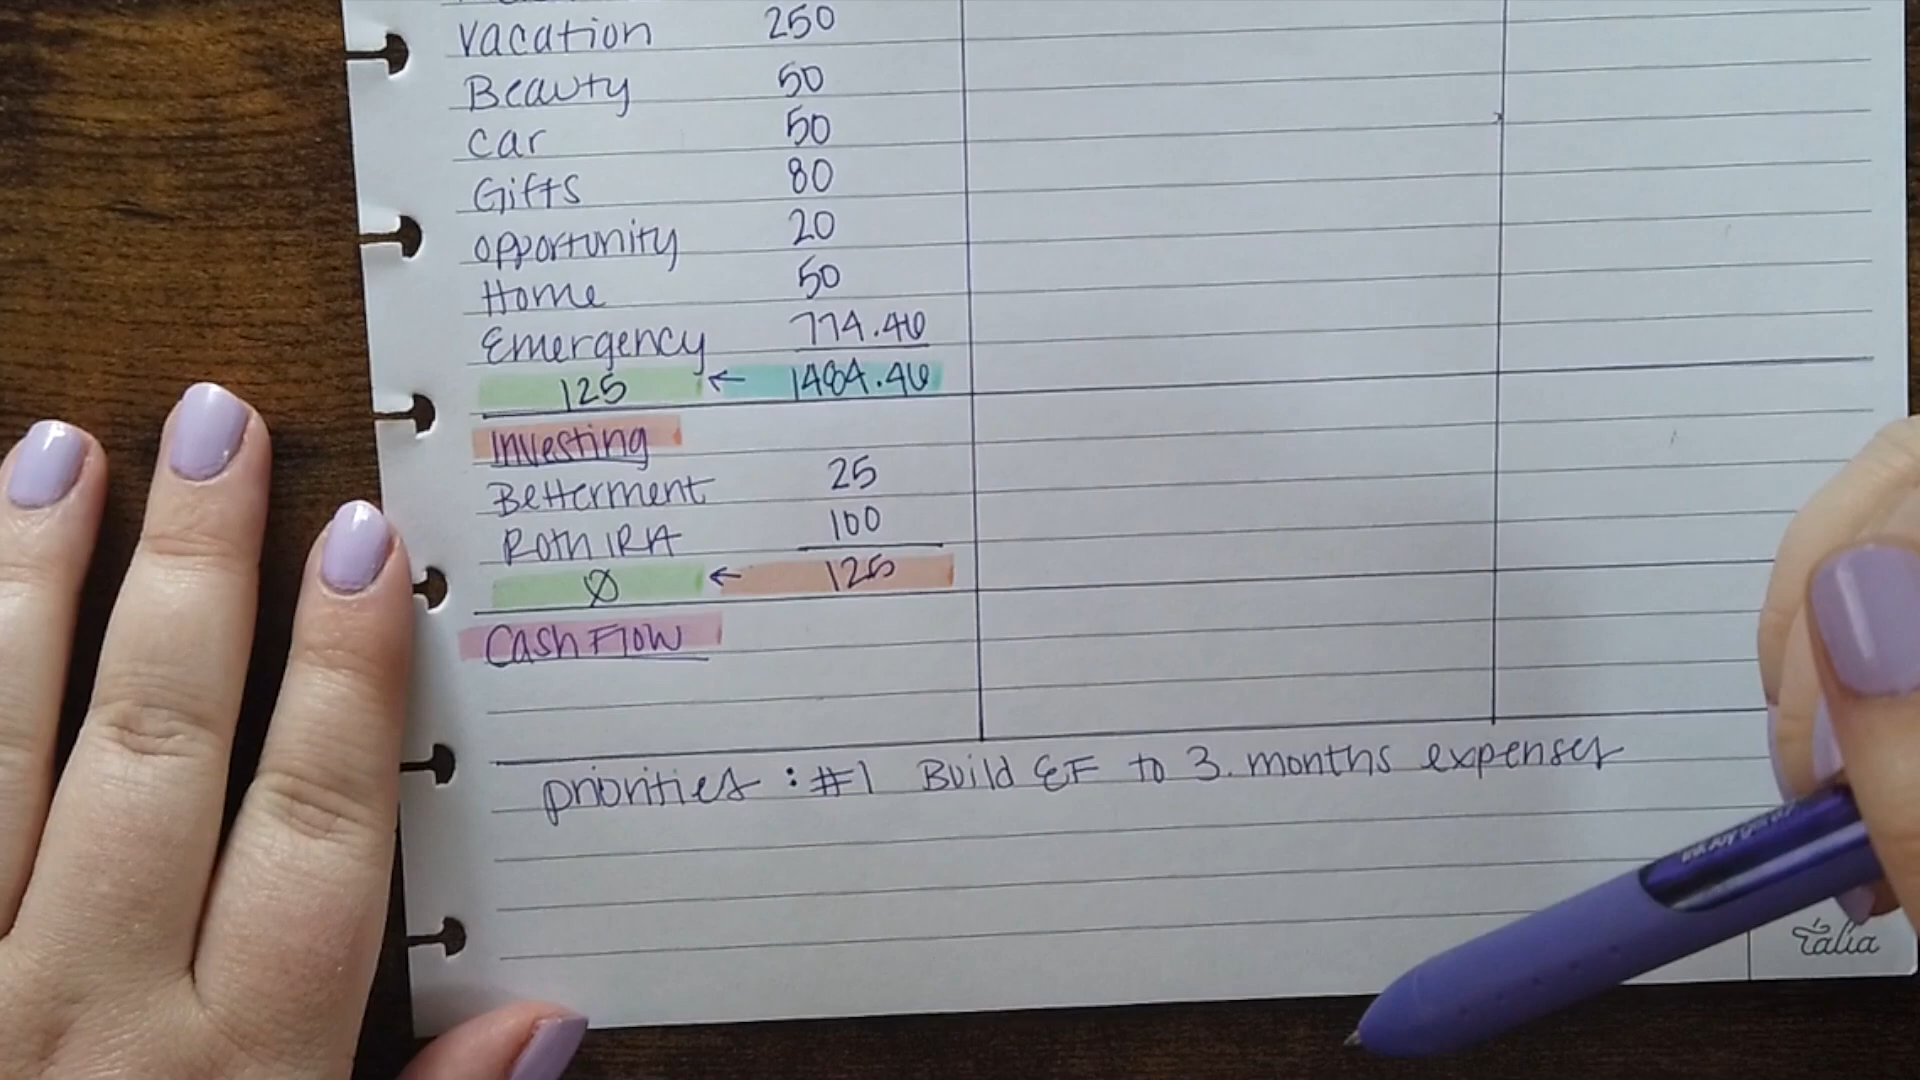 Vacation 250
Beauty 50
Car 50
Gifts 80
Opportunity 20
Home 50
Emergency 774.46
125 ← 1484.46
Investing
Betterment 25
Roth IRA 100
Ø ← 125
Cash Flow
priorities : #1 Build EF to 3 months expenses
Talia